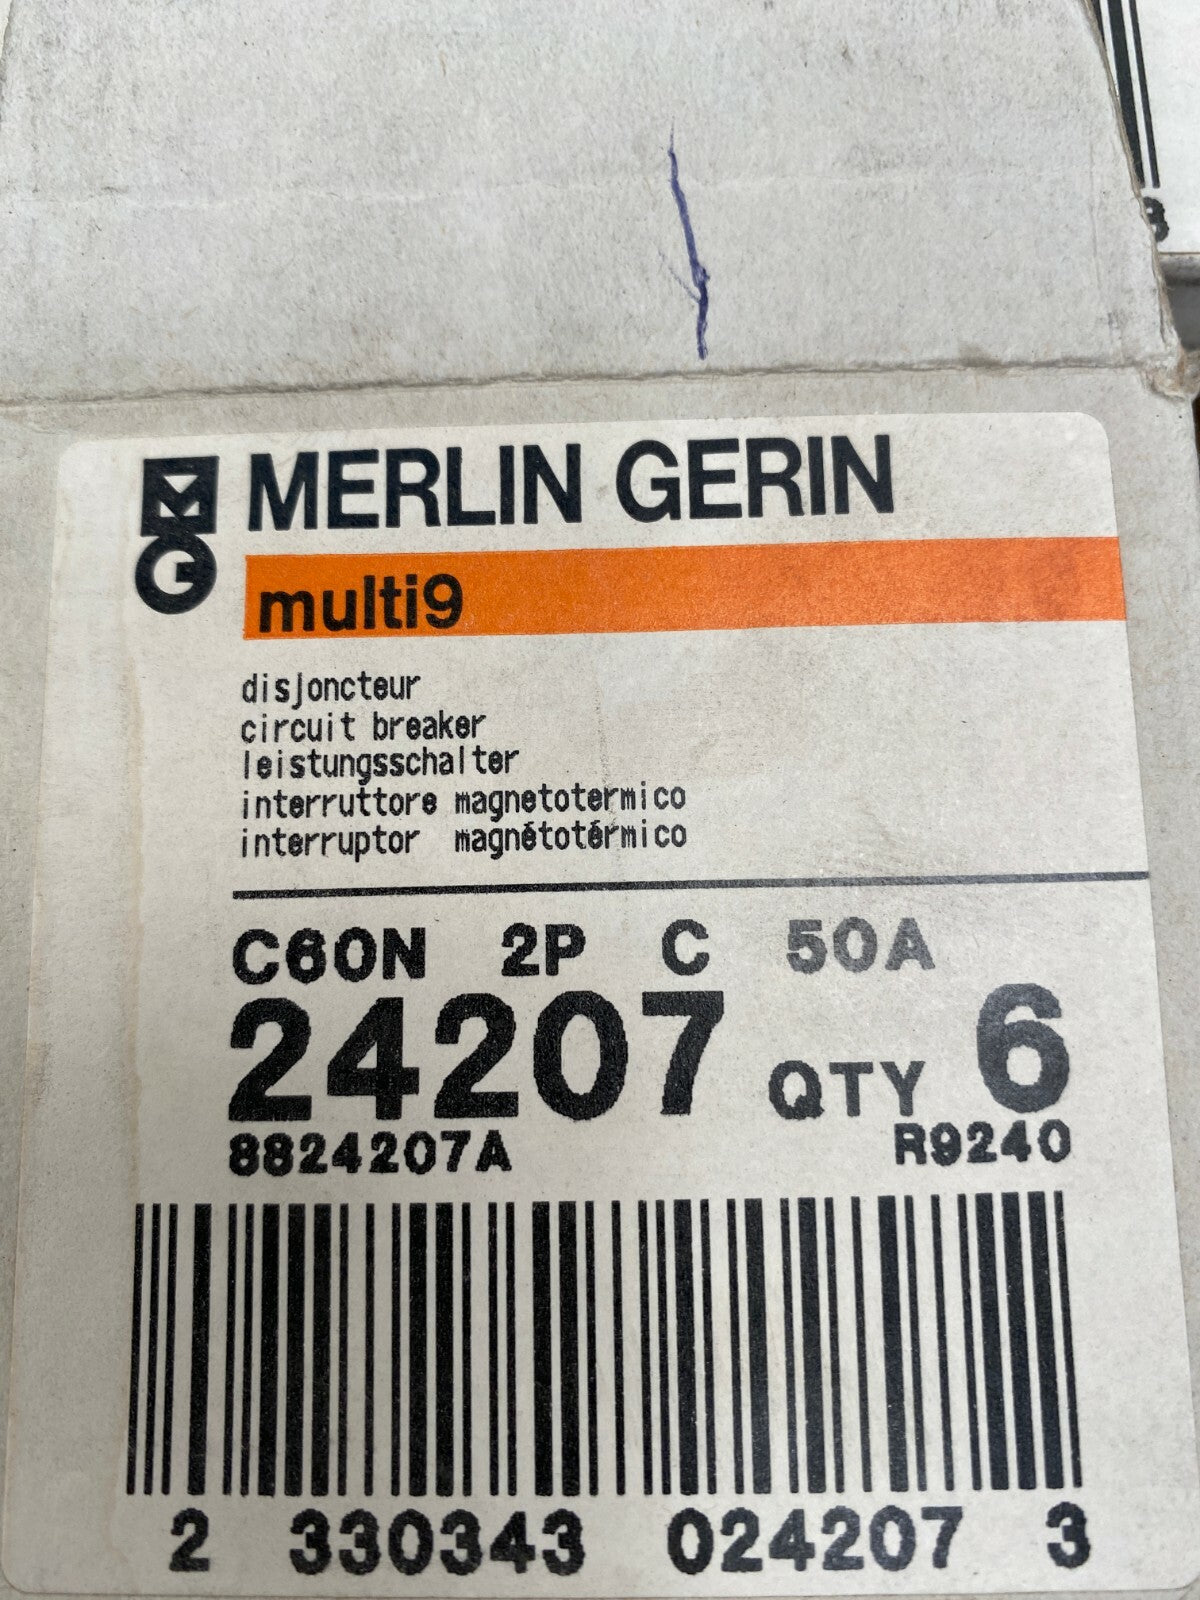 MERLIN GERIN
multi9
disjoncteur
circuit breaker
leistungsschalter
interruttore magnetotermico
interruptor magnétotérmico
C60N 2P C 50A
24207 QTY 6
8824207A R9240
2 330343 024207 3